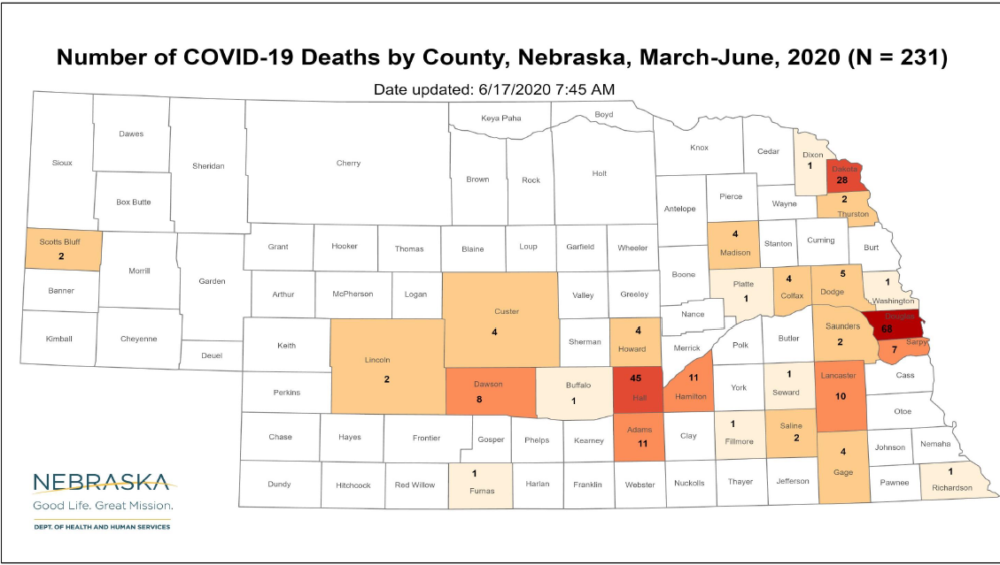 Number of COVID-19 Deaths by County, Nebraska, March-June, 2020 (N = 231)
Date updated: 6/17/2020 7:45 AM
Keya Paha
Boyd
Dawes
Sioux
Sheridan
Cherry
Brown
Rock
Holt
Knox
Cedar
Dixon
1
Dakota
28
Box Butte
Antelope
Pierce
Wayne
2
Thurston
Scotts Bluff
2
Grant
Hooker
Thomas
Blaine
Loup
Garfield
Wheeler
4
Madison
Stanton
Cuming
Burt
Morrill
Garden
Banner
Arthur
McPherson
Logan
Custer
4
Valley
Greeley
Boone
Platte
1
4
Colfax
5
Dodge
1
Washington
Nance
Douglas
68
Kimball
Cheyenne
Deuel
Keith
Lincoln
2
Sherman
4
Howard
Merrick
Polk
Butler
Saunders
2
7
Sarpy
Perkins
Dawson
8
Buffalo
1
45
Hall
11
Hamilton
York
1
Seward
Lancaster
10
Cass
Otoe
Chase
Hayes
Frontier
Gosper
Phelps
Kearney
Adams
11
Clay
1
Fillmore
Saline
2
4
Gage
Johnson
Nemaha
Dundy
Hitchcock
Red Willow
1
Furnas
Harlan
Franklin
Webster
Nuckolls
Thayer
Jefferson
Pawnee
1
Richardson
NEBRASKA
Good Life. Great Mission.
DEPT. OF HEALTH AND HUMAN SERVICES